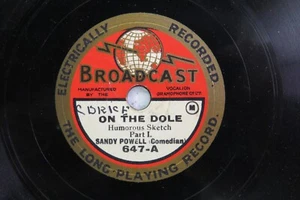 ELECTRICALLY RECORDED.
BROADCAST
MANUFACTURED BY THE
VOCALION GRAMOPHONE CO LTD
M
ON THE DOLE
Humorous Sketch
Part I.
SANDY POWELL (Comedian)
647-A
THE LONG-PLAYING RECORD.